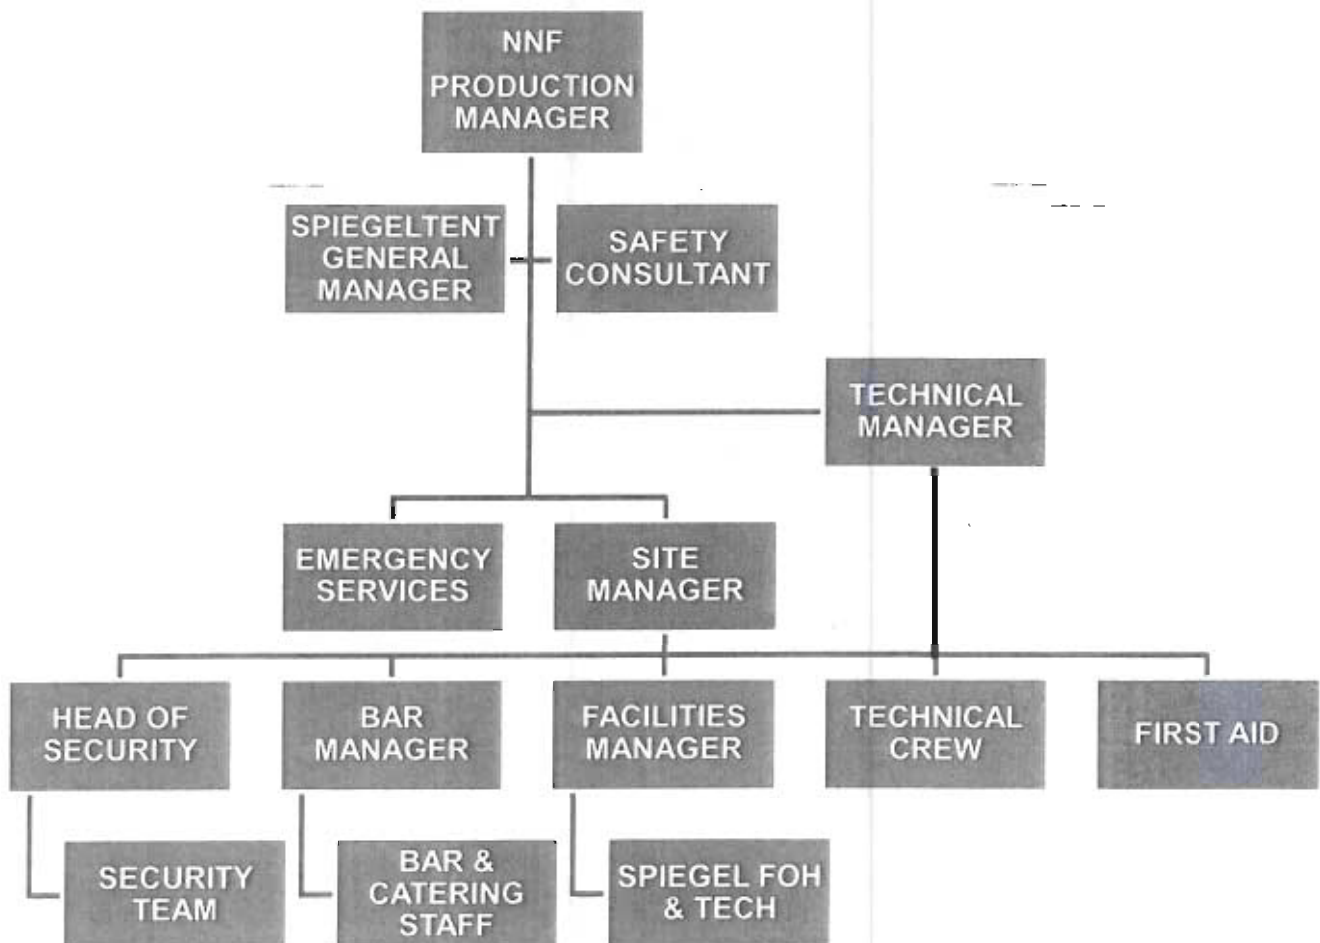 NNF
PRODUCTION
MANAGER
SPIEGELTENT
GENERAL
MANAGER
SAFETY
CONSULTANT
TECHNICAL
MANAGER
EMERGENCY
SERVICES
SITE
MANAGER
HEAD OF
SECURITY
BAR
MANAGER
FACILITIES
MANAGER
TECHNICAL
CREW
FIRST AID
SECURITY
TEAM
BAR &
CATERING
STAFF
SPIEGEL FOH
& TECH